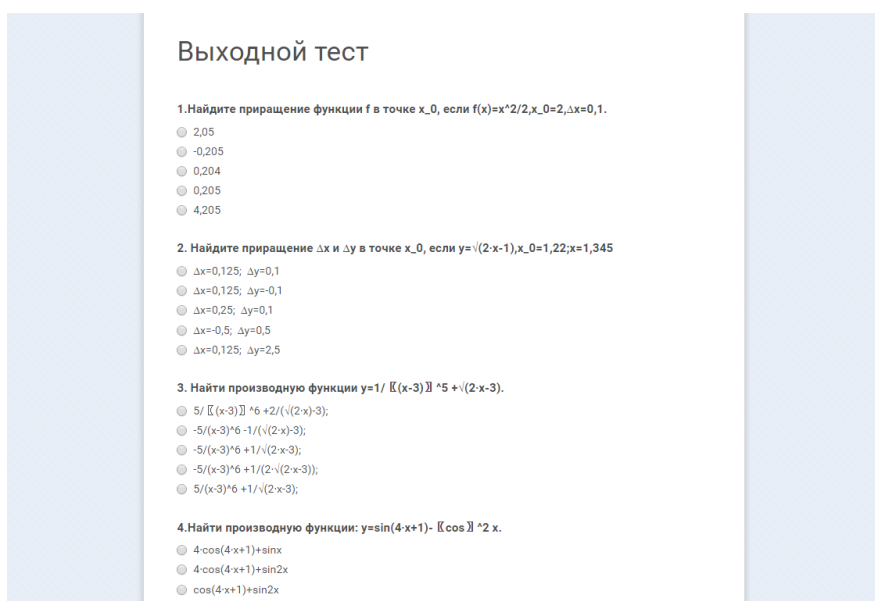 Выходной тест
1.Найдите приращение функции f в точке x_0, если f(x)=x^2/2,x_0=2,∆x=0,1.
2,05
-0,205
0,204
0,205
4,205
2. Найдите приращение ∆x и ∆y в точке x_0, если y=√(2·x-1),x_0=1,22;x=1,345
∆x=0,125; ∆y=0,1
∆x=0,125; ∆y=-0,1
∆x=0,25; ∆y=0,1
∆x=-0,5; ∆y=0,5
∆x=0,125; ∆y=2,5
3. Найти производную функции y=1/ 〖(x-3)〗 ^5 +√(2·x-3).
5/ 〖(x-3)〗 ^6 +2/(√(2·x)-3);
-5/(x-3)^6 -1/(√(2·x)-3);
-5/(x-3)^6 +1/√(2·x-3);
-5/(x-3)^6 +1/(2·√(2·x-3));
5/(x-3)^6 +1/√(2·x-3);
4.Найти производную функции: y=sin(4·x+1)- 〖cos〗 ^2 x.
4·cos(4·x+1)+sinx
4·cos(4·x+1)+sin2x
cos(4·x+1)+sin2x